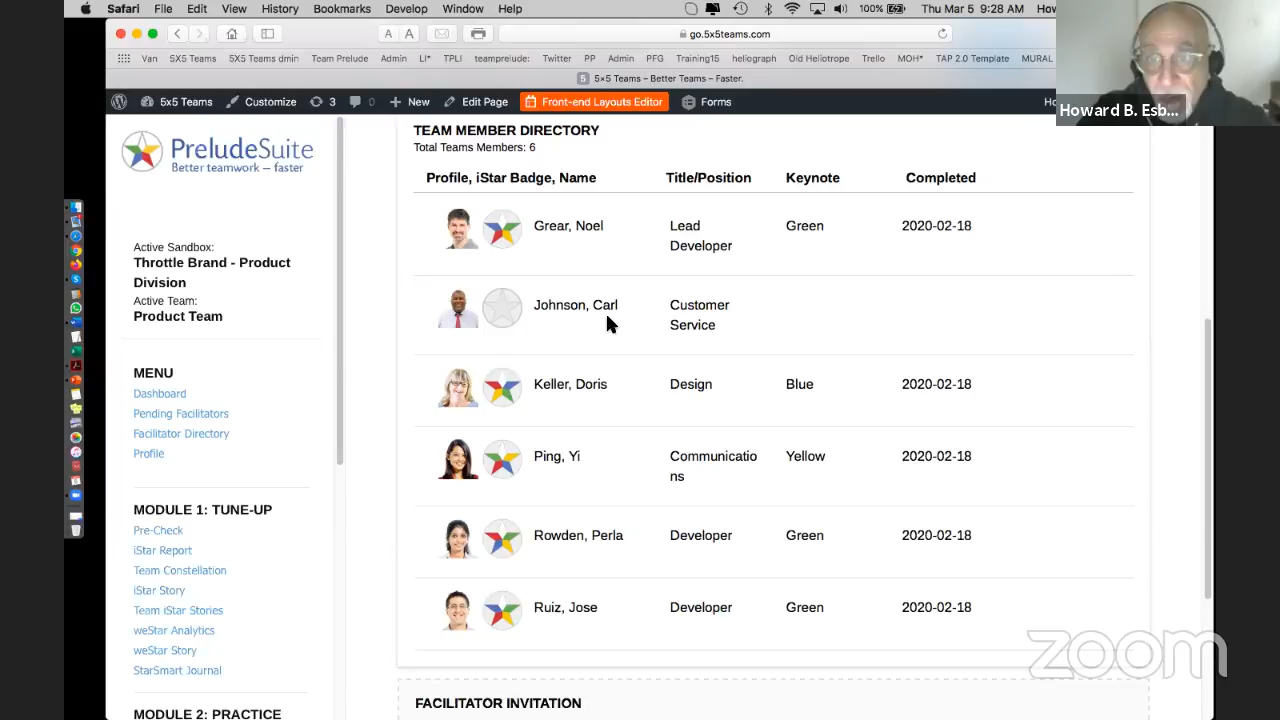 Safari File Edit View History Bookmarks Develop Window Help 100% Thu Mar 5 9:28 AM How
A A go.5x5teams.com
Van 5X5 Teams 5X5 Teams dmin Team Prelude Admin LI* TPLI teamprelude: Twitter PP Admin PFG Training15 heliograph Old Heliotrope Trello MOH* TAP 2.0 Template MURAL
5 5×5 Teams – Better Teams – Faster.
5×5 Teams Customize 3 0 New Edit Page Front-end Layouts Editor Forms Ho
Howard B. Esb...
PreludeSuite
Better teamwork — faster
Active Sandbox:
Throttle Brand - Product
Division
Active Team:
Product Team
MENU
Dashboard
Pending Facilitators
Facilitator Directory
Profile
MODULE 1: TUNE-UP
Pre-Check
iStar Report
Team Constellation
iStar Story
Team iStar Stories
weStar Analytics
weStar Story
StarSmart Journal
MODULE 2: PRACTICE
TEAM MEMBER DIRECTORY
Total Teams Members: 6
Profile, iStar Badge, Name Title/Position Keynote Completed
Grear, Noel Lead Green 2020-02-18
Developer
Johnson, Carl Customer
Service
Keller, Doris Design Blue 2020-02-18
Ping, Yi Communicatio Yellow 2020-02-18
ns
Rowden, Perla Developer Green 2020-02-18
Ruiz, Jose Developer Green 2020-02-18
FACILITATOR INVITATION
zoom